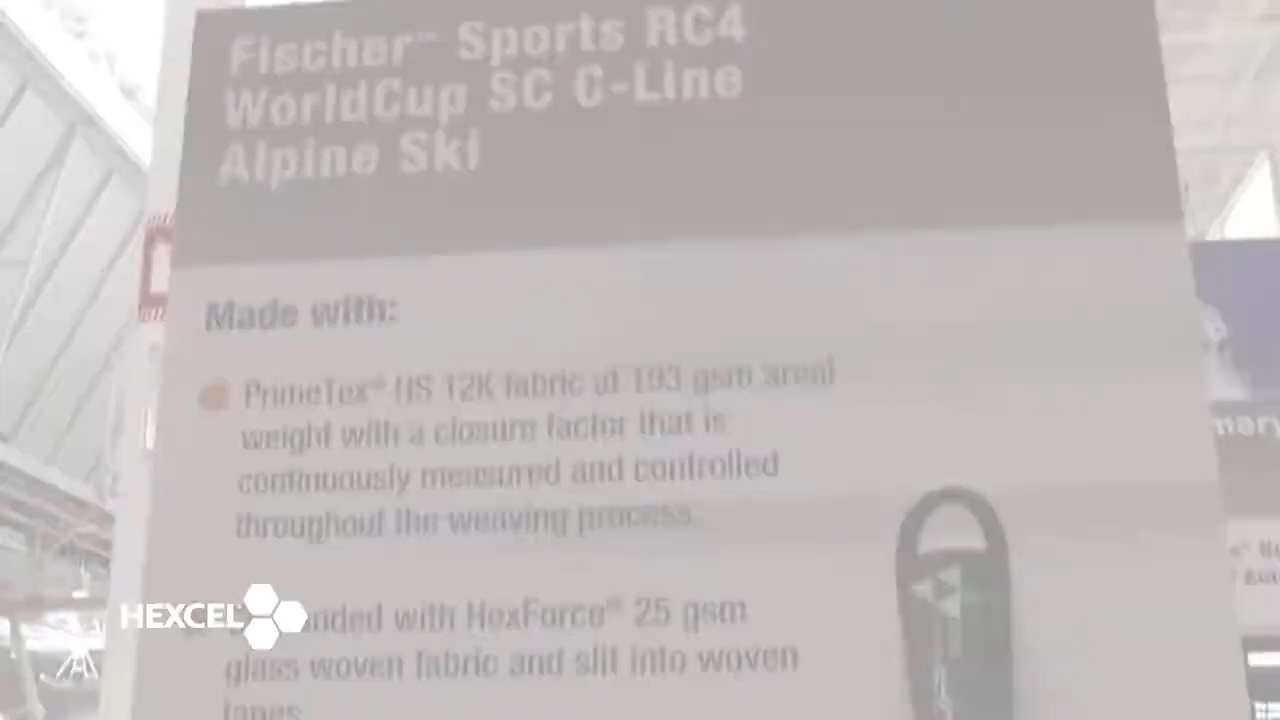 Fischer™ Sports RC4
WorldCup SC C-Line
Alpine Ski
Made with:
PrimeTex® HS 12K fabric at 193 gsm areal
weight with a closure factor that is
continuously measured and controlled
throughout the weaving process.
HEXCEL
with HexForce® 25 gsm
glass woven fabric and slit into woven
tapes